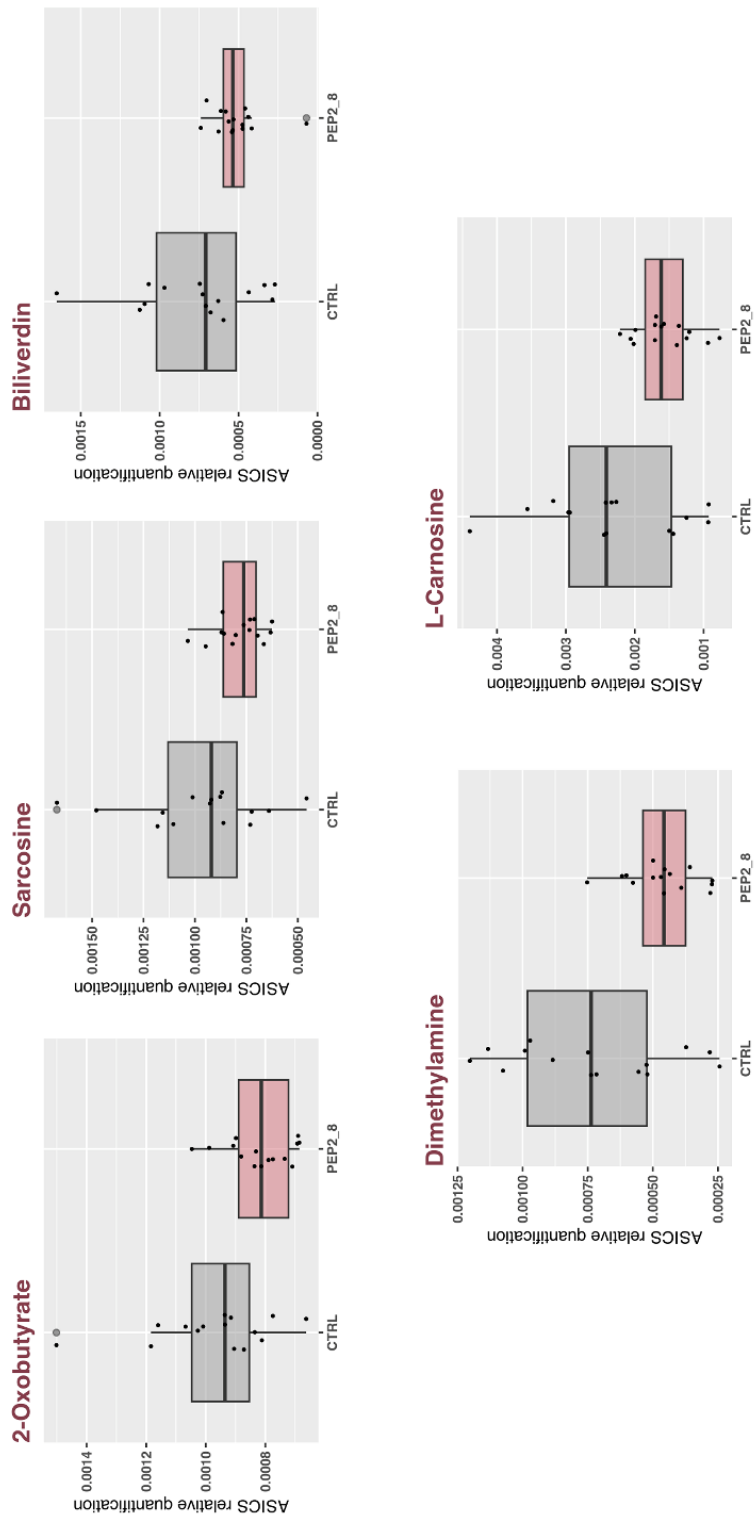 2-Oxobutyrate
ASICS relative quantification
0.0014
0.0012
0.0010
0.0008
CTRL
PEP2_8
Sarcosine
ASICS relative quantification
0.00150
0.00125
0.00100
0.00075
0.00050
CTRL
PEP2_8
Biliverdin
ASICS relative quantification
0.0015
0.0010
0.0005
0.0000
CTRL
PEP2_8
Dimethylamine
ASICS relative quantification
0.00125
0.00100
0.00075
0.00050
0.00025
CTRL
PEP2_8
L-Carnosine
ASICS relative quantification
0.004
0.003
0.002
0.001
CTRL
PEP2_8